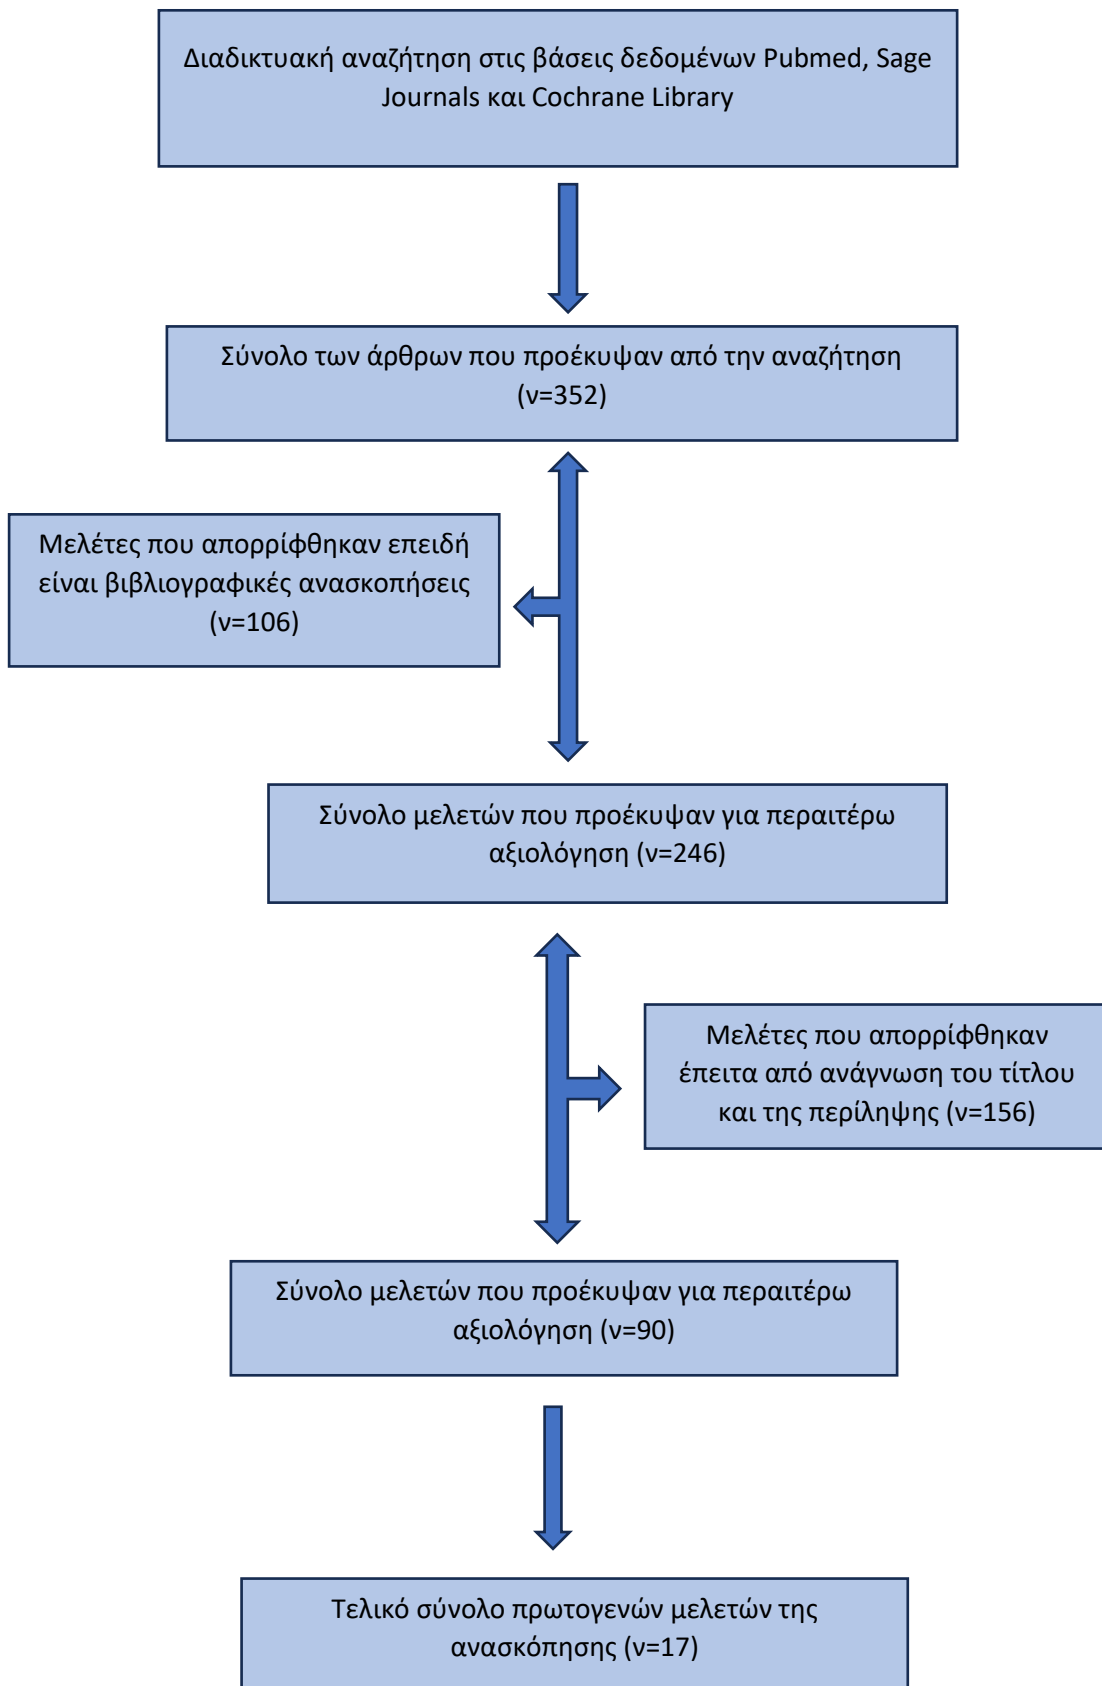 Διαδικτυακή αναζήτηση στις βάσεις δεδομένων Pubmed, Sage
Journals και Cochrane Library
Σύνολο των άρθρων που προέκυψαν από την αναζήτηση
(ν=352)
Μελέτες που απορρίφθηκαν επειδή
είναι βιβλιογραφικές ανασκοπήσεις
(ν=106)
Σύνολο μελετών που προέκυψαν για περαιτέρω
αξιολόγηση (ν=246)
Μελέτες που απορρίφθηκαν
έπειτα από ανάγνωση του τίτλου
και της περίληψης (ν=156)
Σύνολο μελετών που προέκυψαν για περαιτέρω
αξιολόγηση (ν=90)
Τελικό σύνολο πρωτογενών μελετών της
ανασκόπησης (ν=17)